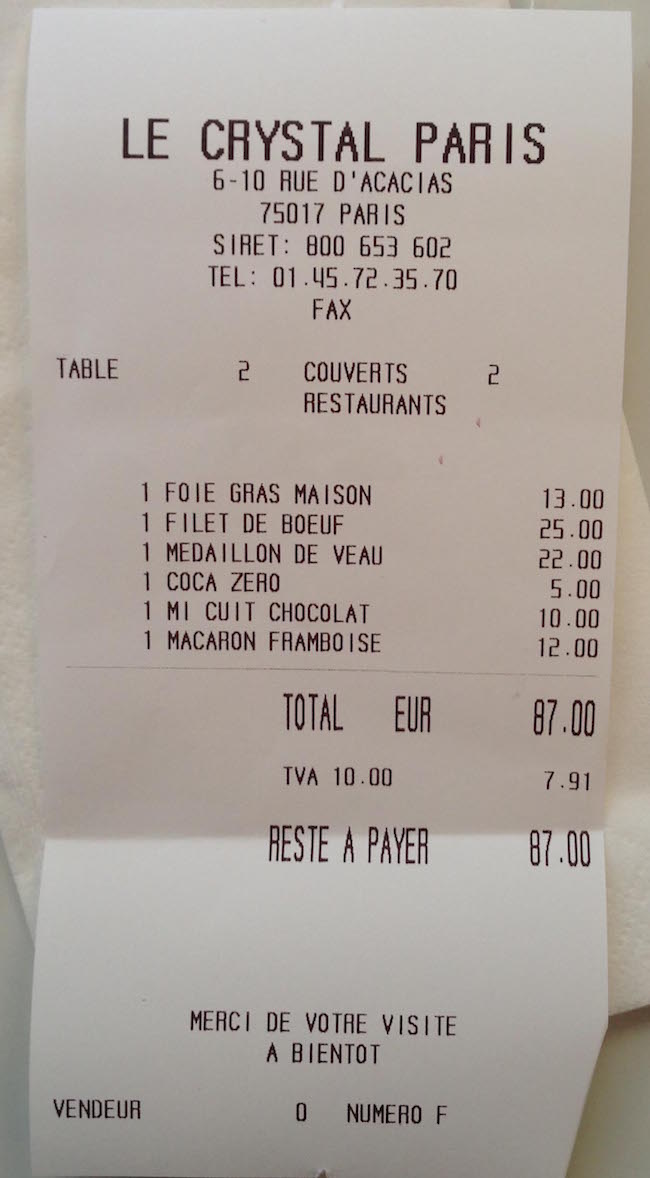 LE CRYSTAL PARIS
6-10 RUE D'ACACIAS
75017 PARIS
SIRET: 800 653 602
TEL: 01.45.72.35.70
FAX
TABLE 2 COUVERTS 2
RESTAURANTS
1 FOIE GRAS MAISON 13.00
1 FILET DE BOEUF 25.00
1 MEDAILLON DE VEAU 22.00
1 COCA ZERO 5.00
1 MI CUIT CHOCOLAT 10.00
1 MACARON FRAMBOISE 12.00
TOTAL EUR 87.00
TVA 10.00 7.91
RESTE A PAYER 87.00
MERCI DE VOTRE VISITE
A BIENTOT
VENDEUR 0 NUMERO F